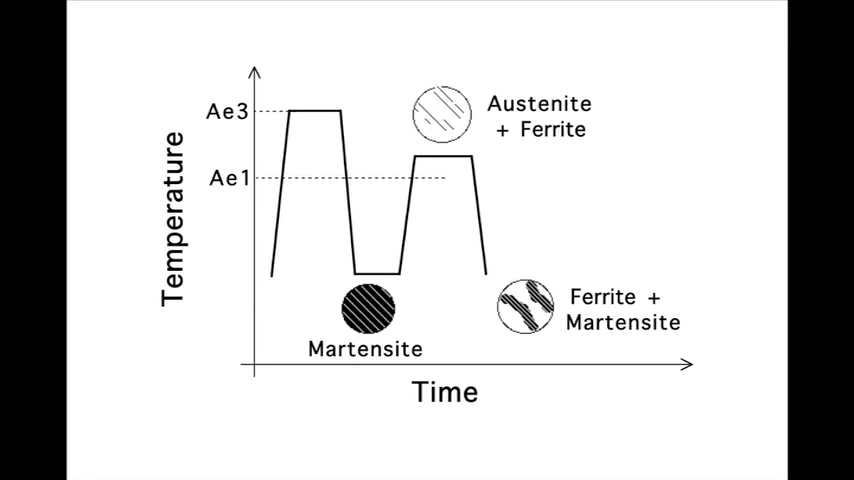 Austenite
+ Ferrite
Ae3
Ae1
Temperature
Ferrite +
Martensite
Martensite
Time